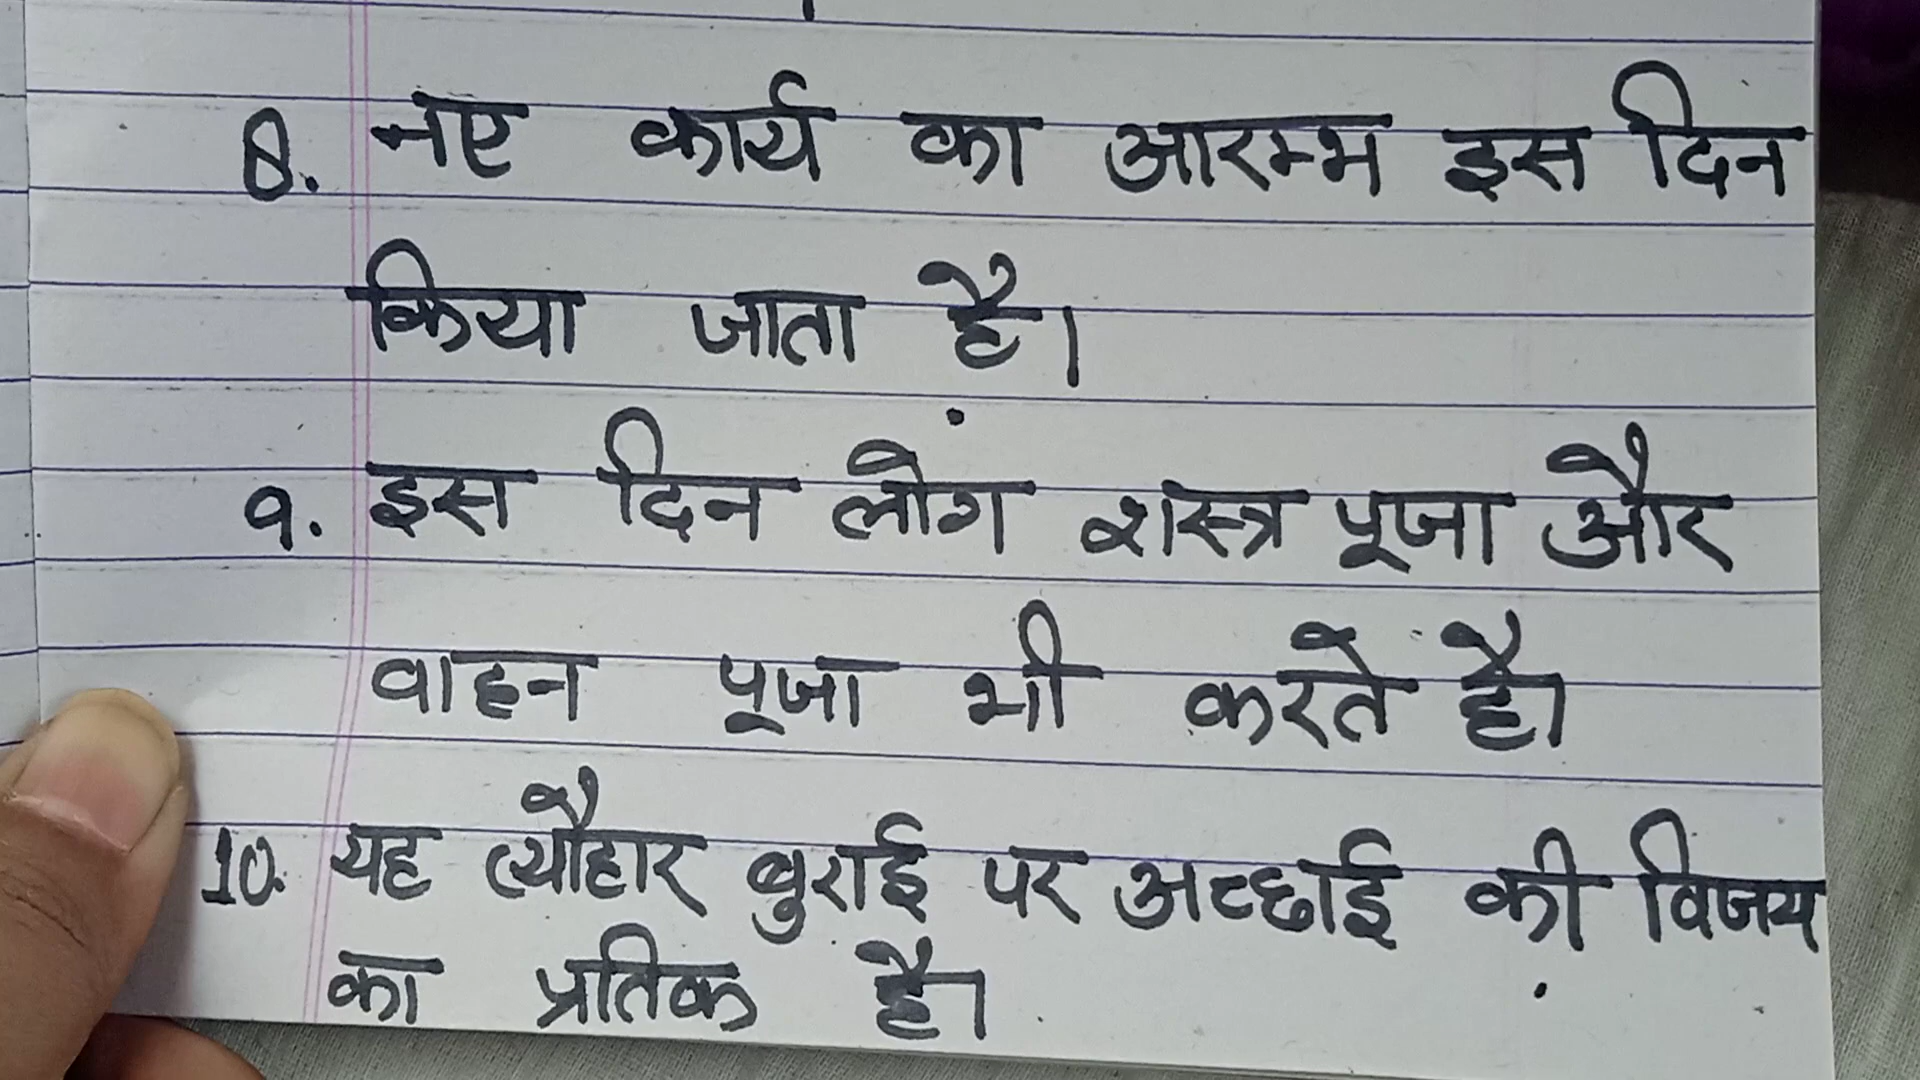 8. नए कार्य का आरम्भ इस दिन
किया जाता है।
9. इस दिन लोग शस्त्र पूजा और
वाहन पूजा भी करते है।
10. यह त्यौहार बुराई पर अच्छाई की विजय
का प्रतिक है।